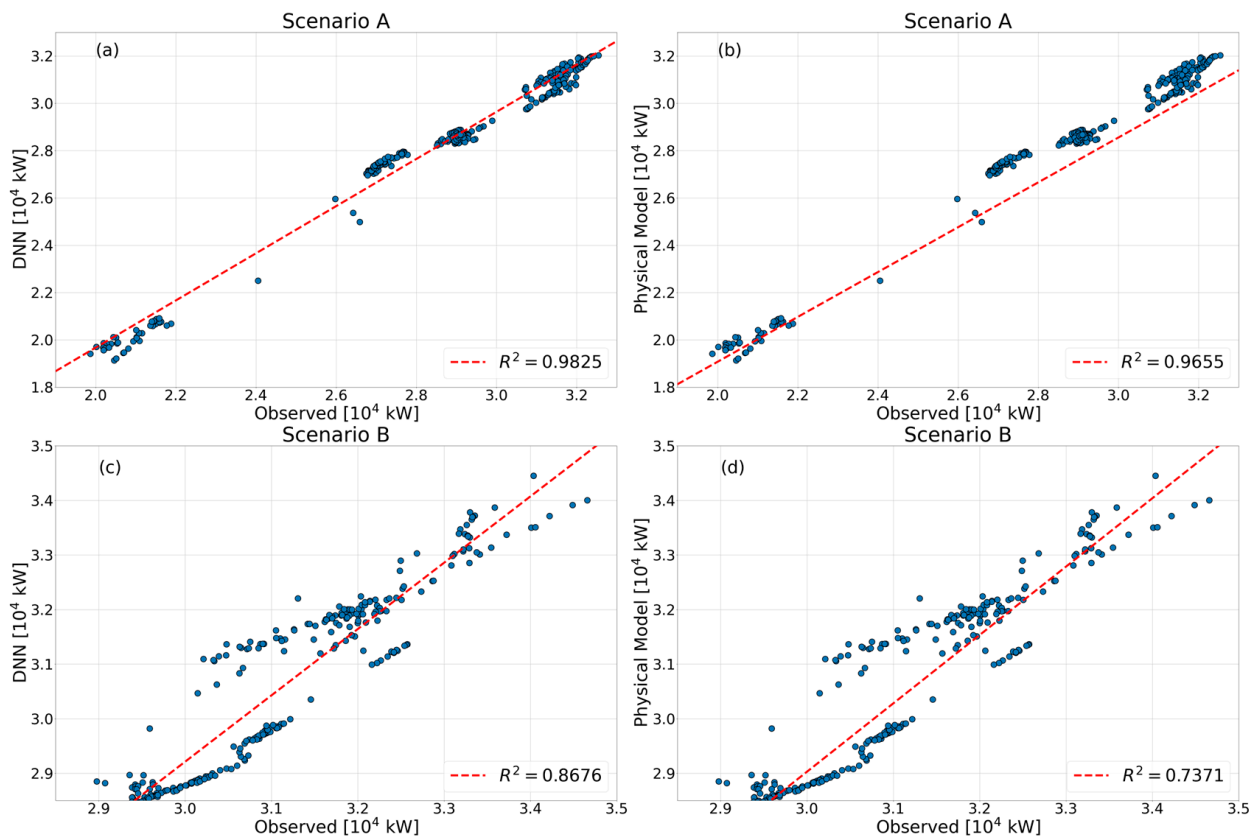 Scenario A
(a)
DNN [10⁴ kW]
3.2
3.0
2.8
2.6
2.4
2.2
2.0
1.8
2.0 2.2 2.4 2.6 2.8 3.0 3.2
Observed [10⁴ kW]
R² = 0.9825
Scenario A
(b)
Physical Model [10⁴ kW]
3.2
3.0
2.8
2.6
2.4
2.2
2.0
1.8
2.0 2.2 2.4 2.6 2.8 3.0 3.2
Observed [10⁴ kW]
R² = 0.9655
Scenario B
(c)
DNN [10⁴ kW]
3.5
3.4
3.3
3.2
3.1
3.0
2.9
2.9 3.0 3.1 3.2 3.3 3.4 3.5
Observed [10⁴ kW]
R² = 0.8676
Scenario B
(d)
Physical Model [10⁴ kW]
3.5
3.4
3.3
3.2
3.1
3.0
2.9
2.9 3.0 3.1 3.2 3.3 3.4 3.5
Observed [10⁴ kW]
R² = 0.7371